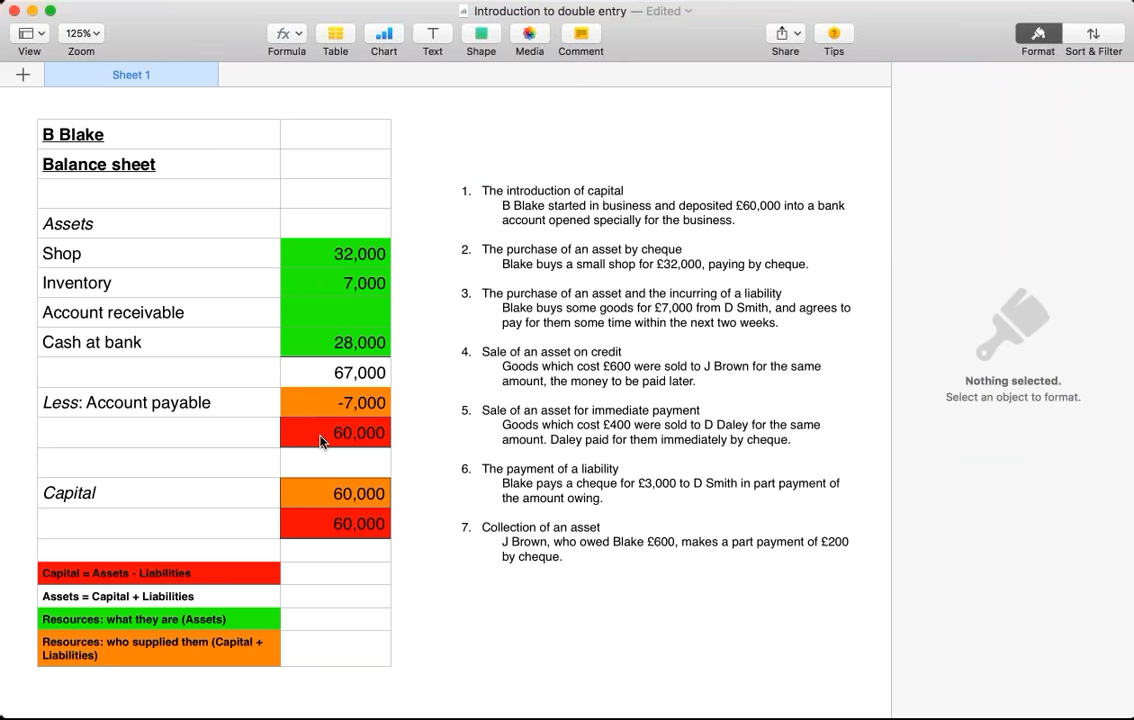 Introduction to double entry — Edited
125%
View
Zoom
Formula
Table
Chart
Text
Shape
Media
Comment
Share
Tips
Format
Sort & Filter
Sheet 1
B Blake
Balance sheet
Assets
Shop 32,000
Inventory 7,000
Account receivable
Cash at bank 28,000
67,000
Less: Account payable -7,000
60,000
Capital 60,000
60,000
Capital = Assets - Liabilities
Assets = Capital + Liabilities
Resources: what they are (Assets)
Resources: who supplied them (Capital +
Liabilities)
1. The introduction of capital
B Blake started in business and deposited £60,000 into a bank
account opened specially for the business.
2. The purchase of an asset by cheque
Blake buys a small shop for £32,000, paying by cheque.
3. The purchase of an asset and the incurring of a liability
Blake buys some goods for £7,000 from D Smith, and agrees to
pay for them some time within the next two weeks.
4. Sale of an asset on credit
Goods which cost £600 were sold to J Brown for the same
amount, the money to be paid later.
5. Sale of an asset for immediate payment
Goods which cost £400 were sold to D Daley for the same
amount. Daley paid for them immediately by cheque.
6. The payment of a liability
Blake pays a cheque for £3,000 to D Smith in part payment of
the amount owing.
7. Collection of an asset
J Brown, who owed Blake £600, makes a part payment of £200
by cheque.
Nothing selected.
Select an object to format.